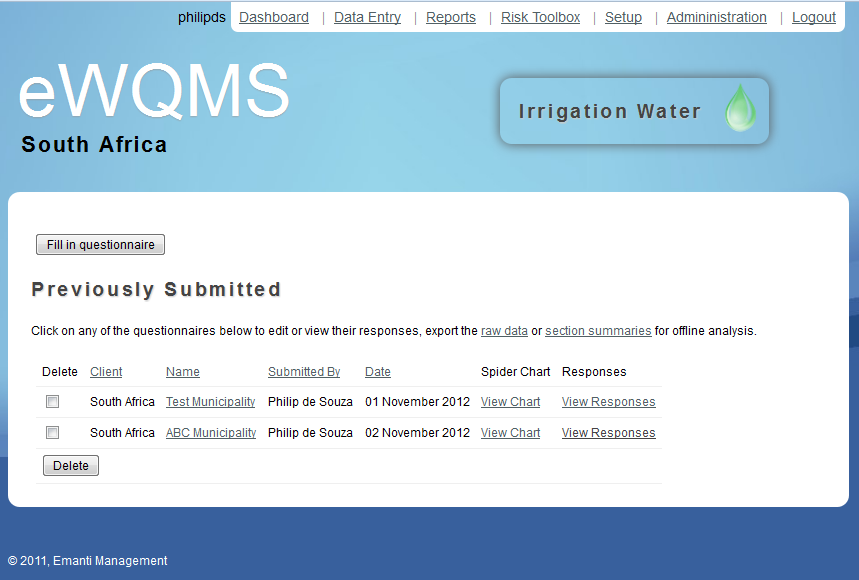 philipds Dashboard | Data Entry | Reports | Risk Toolbox | Setup | Admininistration | Logout
eWQMS
South Africa
Irrigation Water
Fill in questionnaire
Previously Submitted
Click on any of the questionnaires below to edit or view their responses, export the raw data or section summaries for offline analysis.
Delete Client Name Submitted By Date Spider Chart Responses
South Africa Test Municipality Philip de Souza 01 November 2012 View Chart View Responses
South Africa ABC Municipality Philip de Souza 02 November 2012 View Chart View Responses
Delete
© 2011, Emanti Management